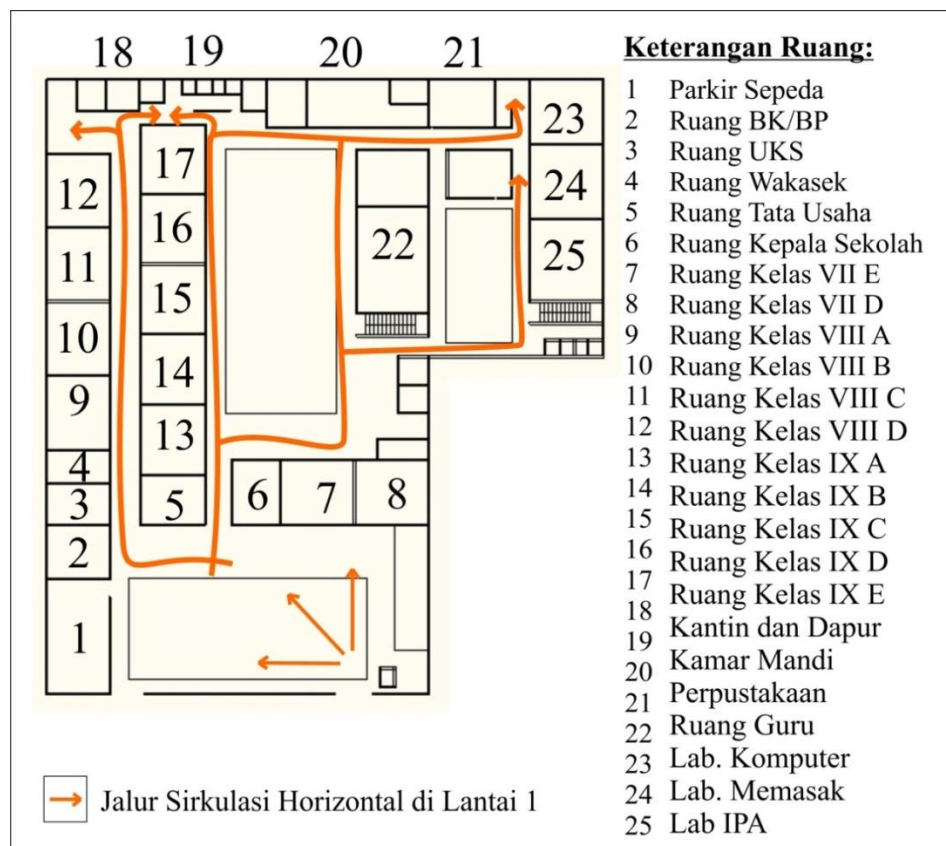 18 19 20 21
Keterangan Ruang:
1 Parkir Sepeda
2 Ruang BK/BP
3 Ruang UKS
4 Ruang Wakasek
5 Ruang Tata Usaha
6 Ruang Kepala Sekolah
7 Ruang Kelas VII E
8 Ruang Kelas VII D
9 Ruang Kelas VIII A
10 Ruang Kelas VIII B
11 Ruang Kelas VIII C
12 Ruang Kelas VIII D
13 Ruang Kelas IX A
14 Ruang Kelas IX B
15 Ruang Kelas IX C
16 Ruang Kelas IX D
17 Ruang Kelas IX E
18 Kantin dan Dapur
19 Kamar Mandi
20 Perpustakaan
21 Ruang Guru
22 Lab. Komputer
23 Lab. Memasak
24 Lab IPA
25
23
17
12 24
16 22
11 25
15
10
14
9
13
4
3 5 6 7 8
2
1
Jalur Sirkulasi Horizontal di Lantai 1